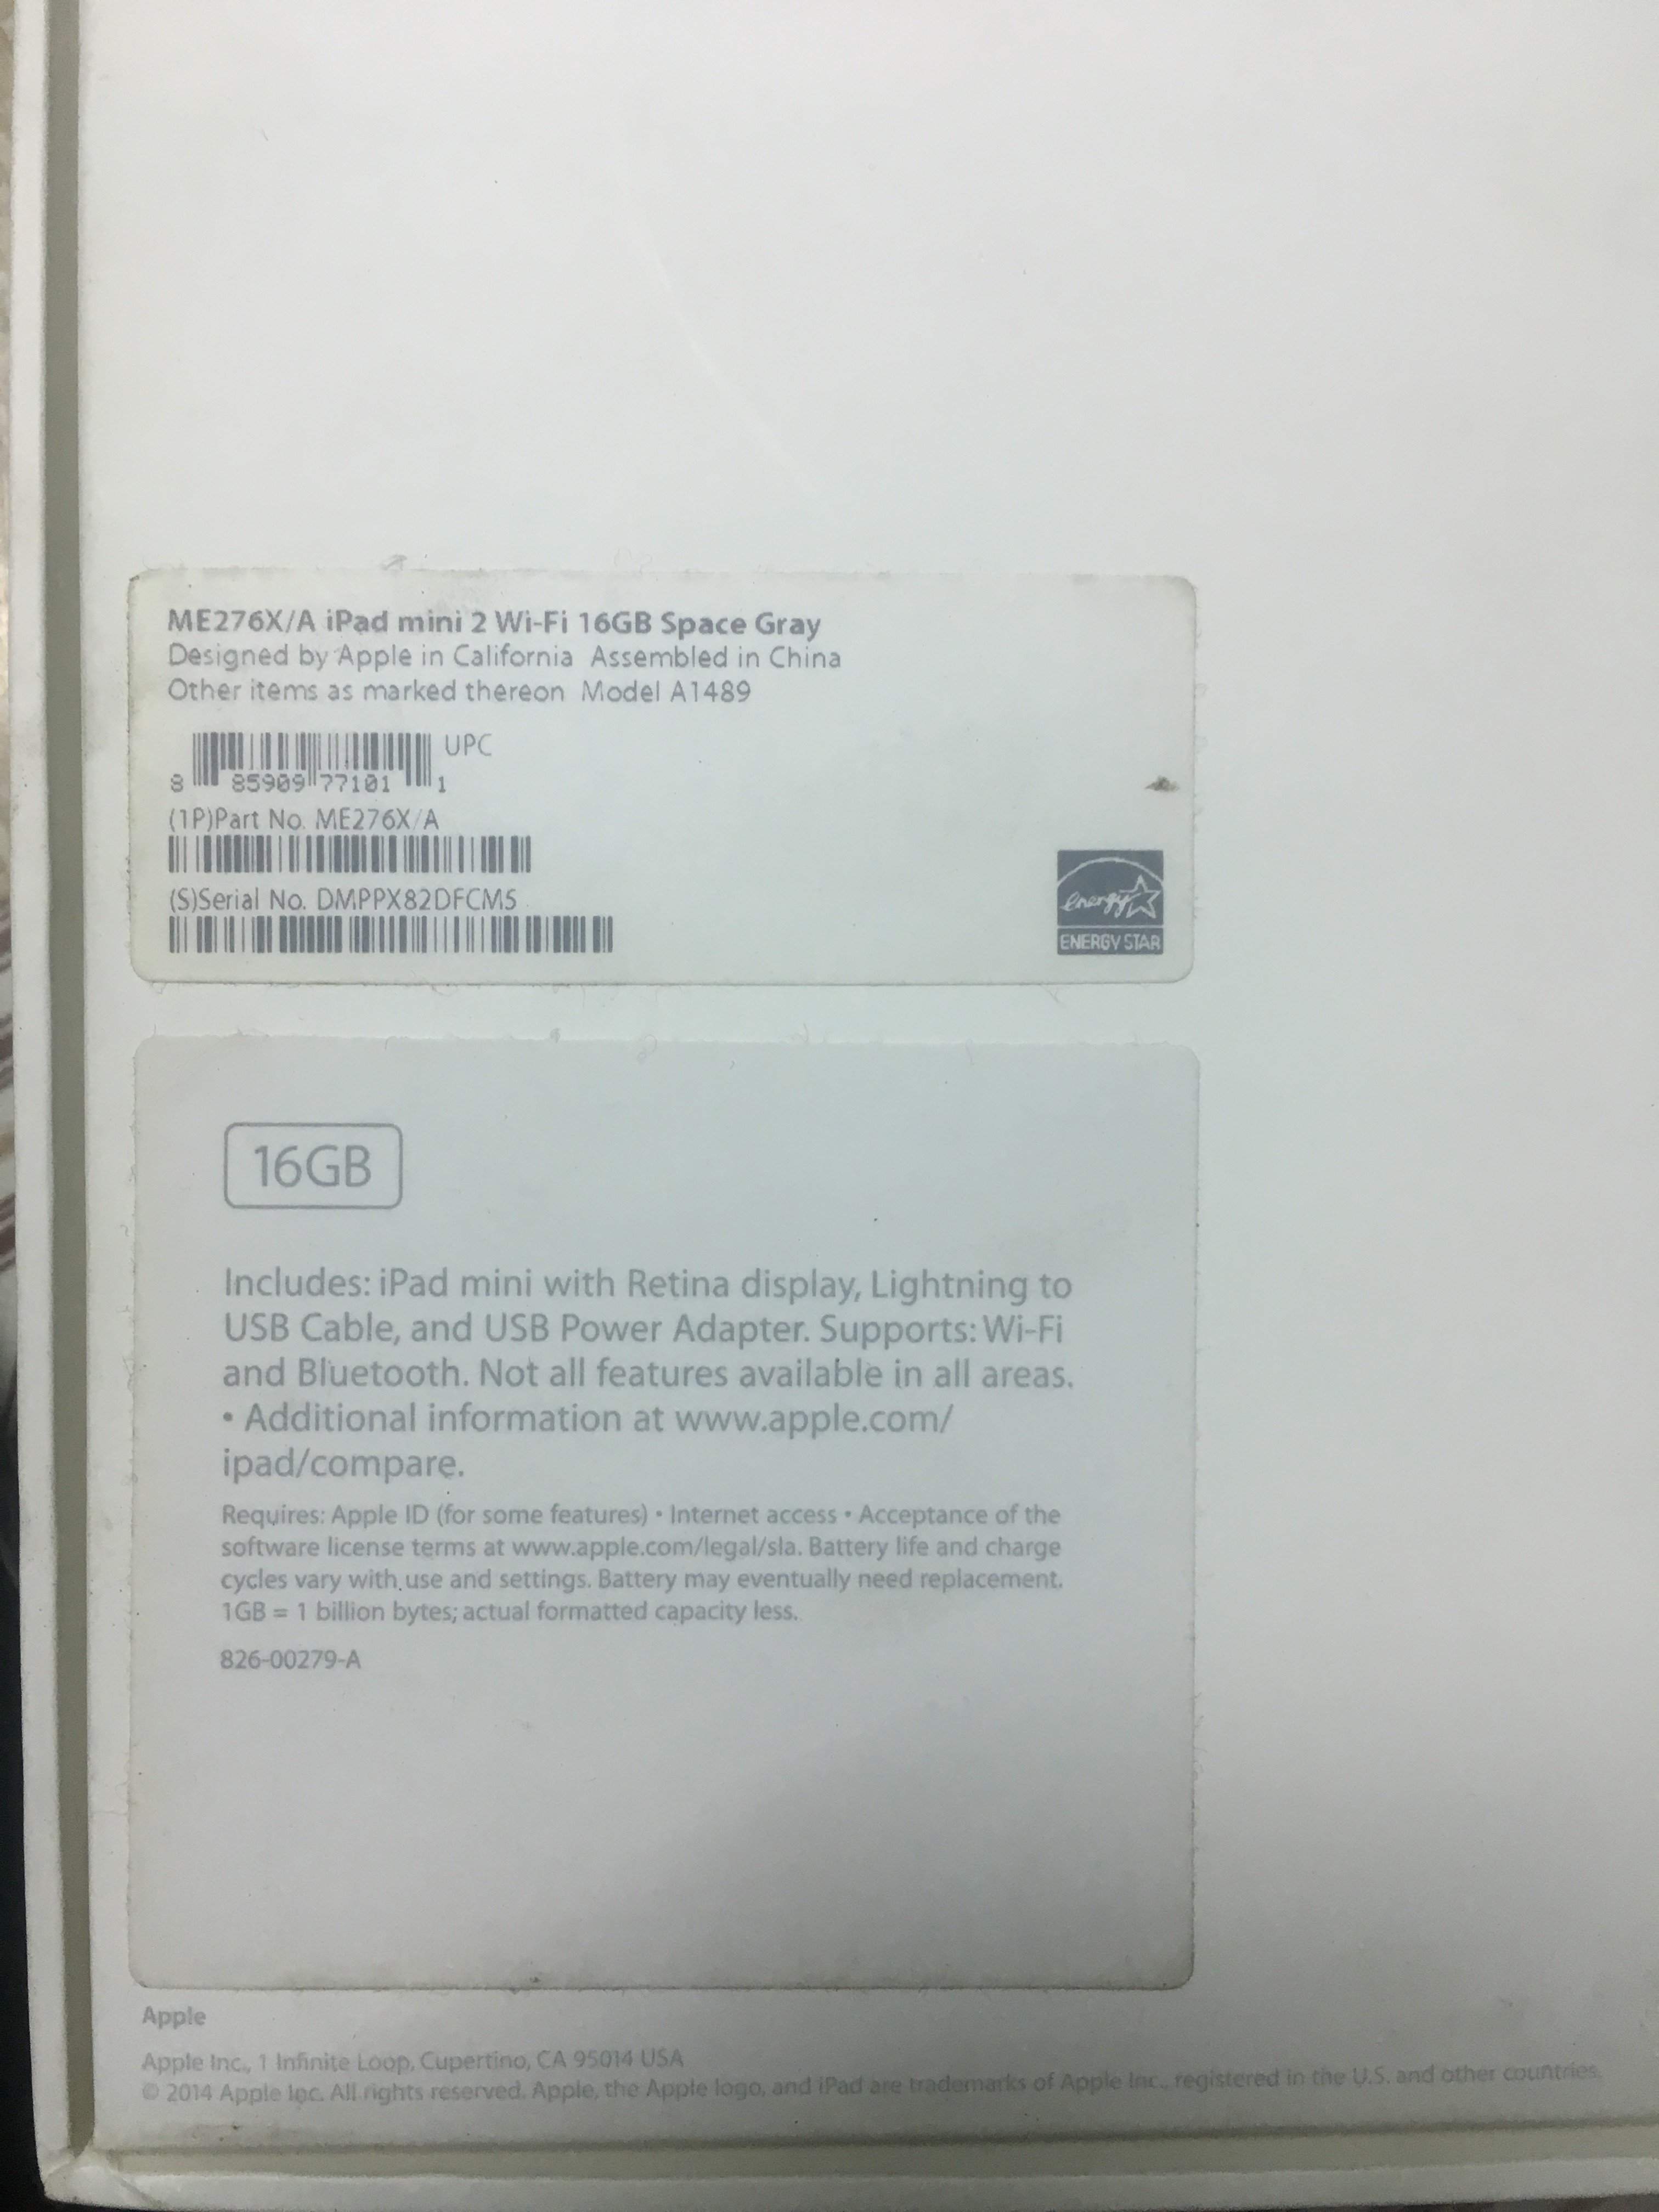 ME276X/A iPad mini 2 Wi-Fi 16GB Space Gray
Designed by Apple in California  Assembled in China
Other items as marked thereon  Model A1489
UPC
8 85909 77101 1
(1P)Part No. ME276X/A
(S)Serial No. DMPPX82DFCM5
energy
ENERGY STAR
16GB
Includes: iPad mini with Retina display, Lightning to
USB Cable, and USB Power Adapter. Supports: Wi-Fi
and Bluetooth. Not all features available in all areas.
• Additional information at www.apple.com/
ipad/compare.
Requires: Apple ID (for some features) • Internet access • Acceptance of the
software license terms at www.apple.com/legal/sla. Battery life and charge
cycles vary with use and settings. Battery may eventually need replacement.
1GB = 1 billion bytes; actual formatted capacity less.
826-00279-A
Apple
Apple Inc., 1 Infinite Loop, Cupertino, CA 95014 USA
© 2014 Apple Inc. All rights reserved. Apple, the Apple logo, and iPad are trademarks of Apple Inc., registered in the U.S. and other countries.